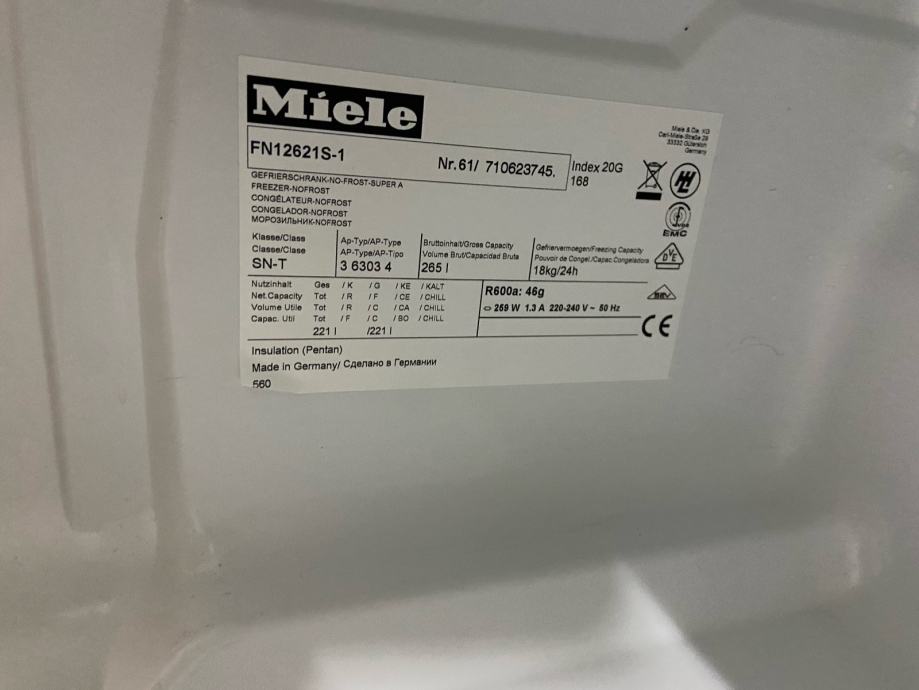 Miele
Miele & Cie. KG
Carl-Miele-Straße 29
33332 Gütersloh
Germany
FN12621S-1
Nr.61/ 710623745.
Index 20G
168
GEFRIERSCHRANK-NO-FROST-SUPER A
FREEZER-NOFROST
CONGÉLATEUR-NOFROST
CONGELADOR-NOFROST
МОРОЗИЛЬНИК-NOFROST
EMC
Klasse/Class
Classe/Clase
SN-T
Ap-Typ/AP-Type
AP-Type/AP-Tipo
3 6303 4
Bruttoinhalt/Gross Capacity
Volume Brut/Capacidad Bruta
265 l
Gefriervermoegen/Freezing Capacity
Pouvoir de Congel./Capac.Congeladora
18kg/24h
DVE
Nutzinhalt Ges / K / G / KE / KALT
Net.Capacity Tot / R / F / CE / CHILL
Volume Utile Tot / R / C / CA / CHILL
Capac. Util Tot / F / C / BO / CHILL
221 l /221 l
R600a: 46g
269 W 1.3 A 220-240 V ~ 50 Hz
SEV
CE
Insulation (Pentan)
Made in Germany/ Сделано в Германии
560